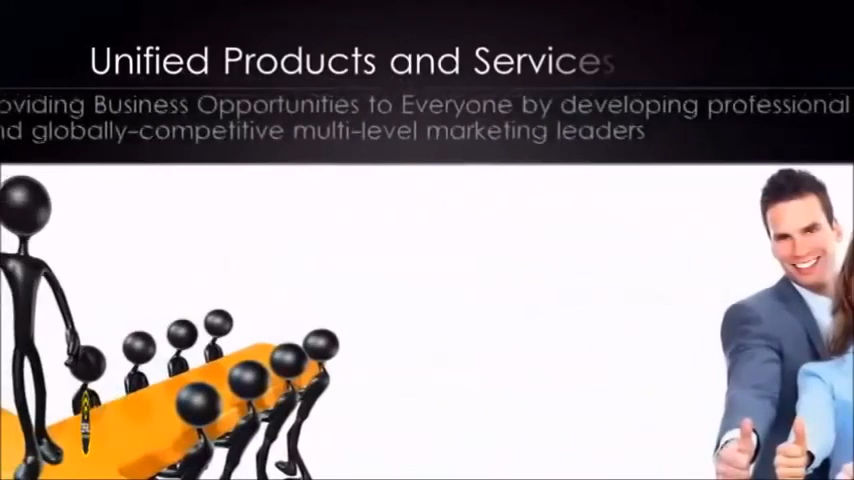 Unified Products and Services
oviding Business Opportunities to Everyone by developing professional
nd globally-competitive multi-level marketing leaders